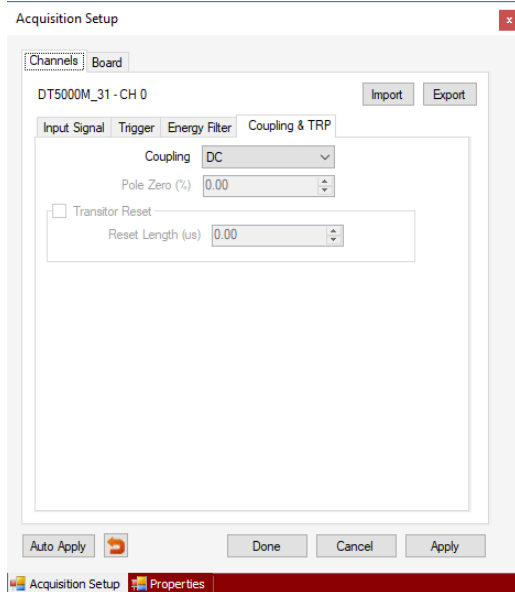 Acquisition Setup x
Channels Board
DT5000M_31 - CH 0 Import Export
Input Signal Trigger Energy Filter Coupling & TRP
Coupling DC
Pole Zero (%) 0.00
Transitor Reset
Reset Length (us) 0.00
Auto Apply Done Cancel Apply
Acquisition Setup Properties